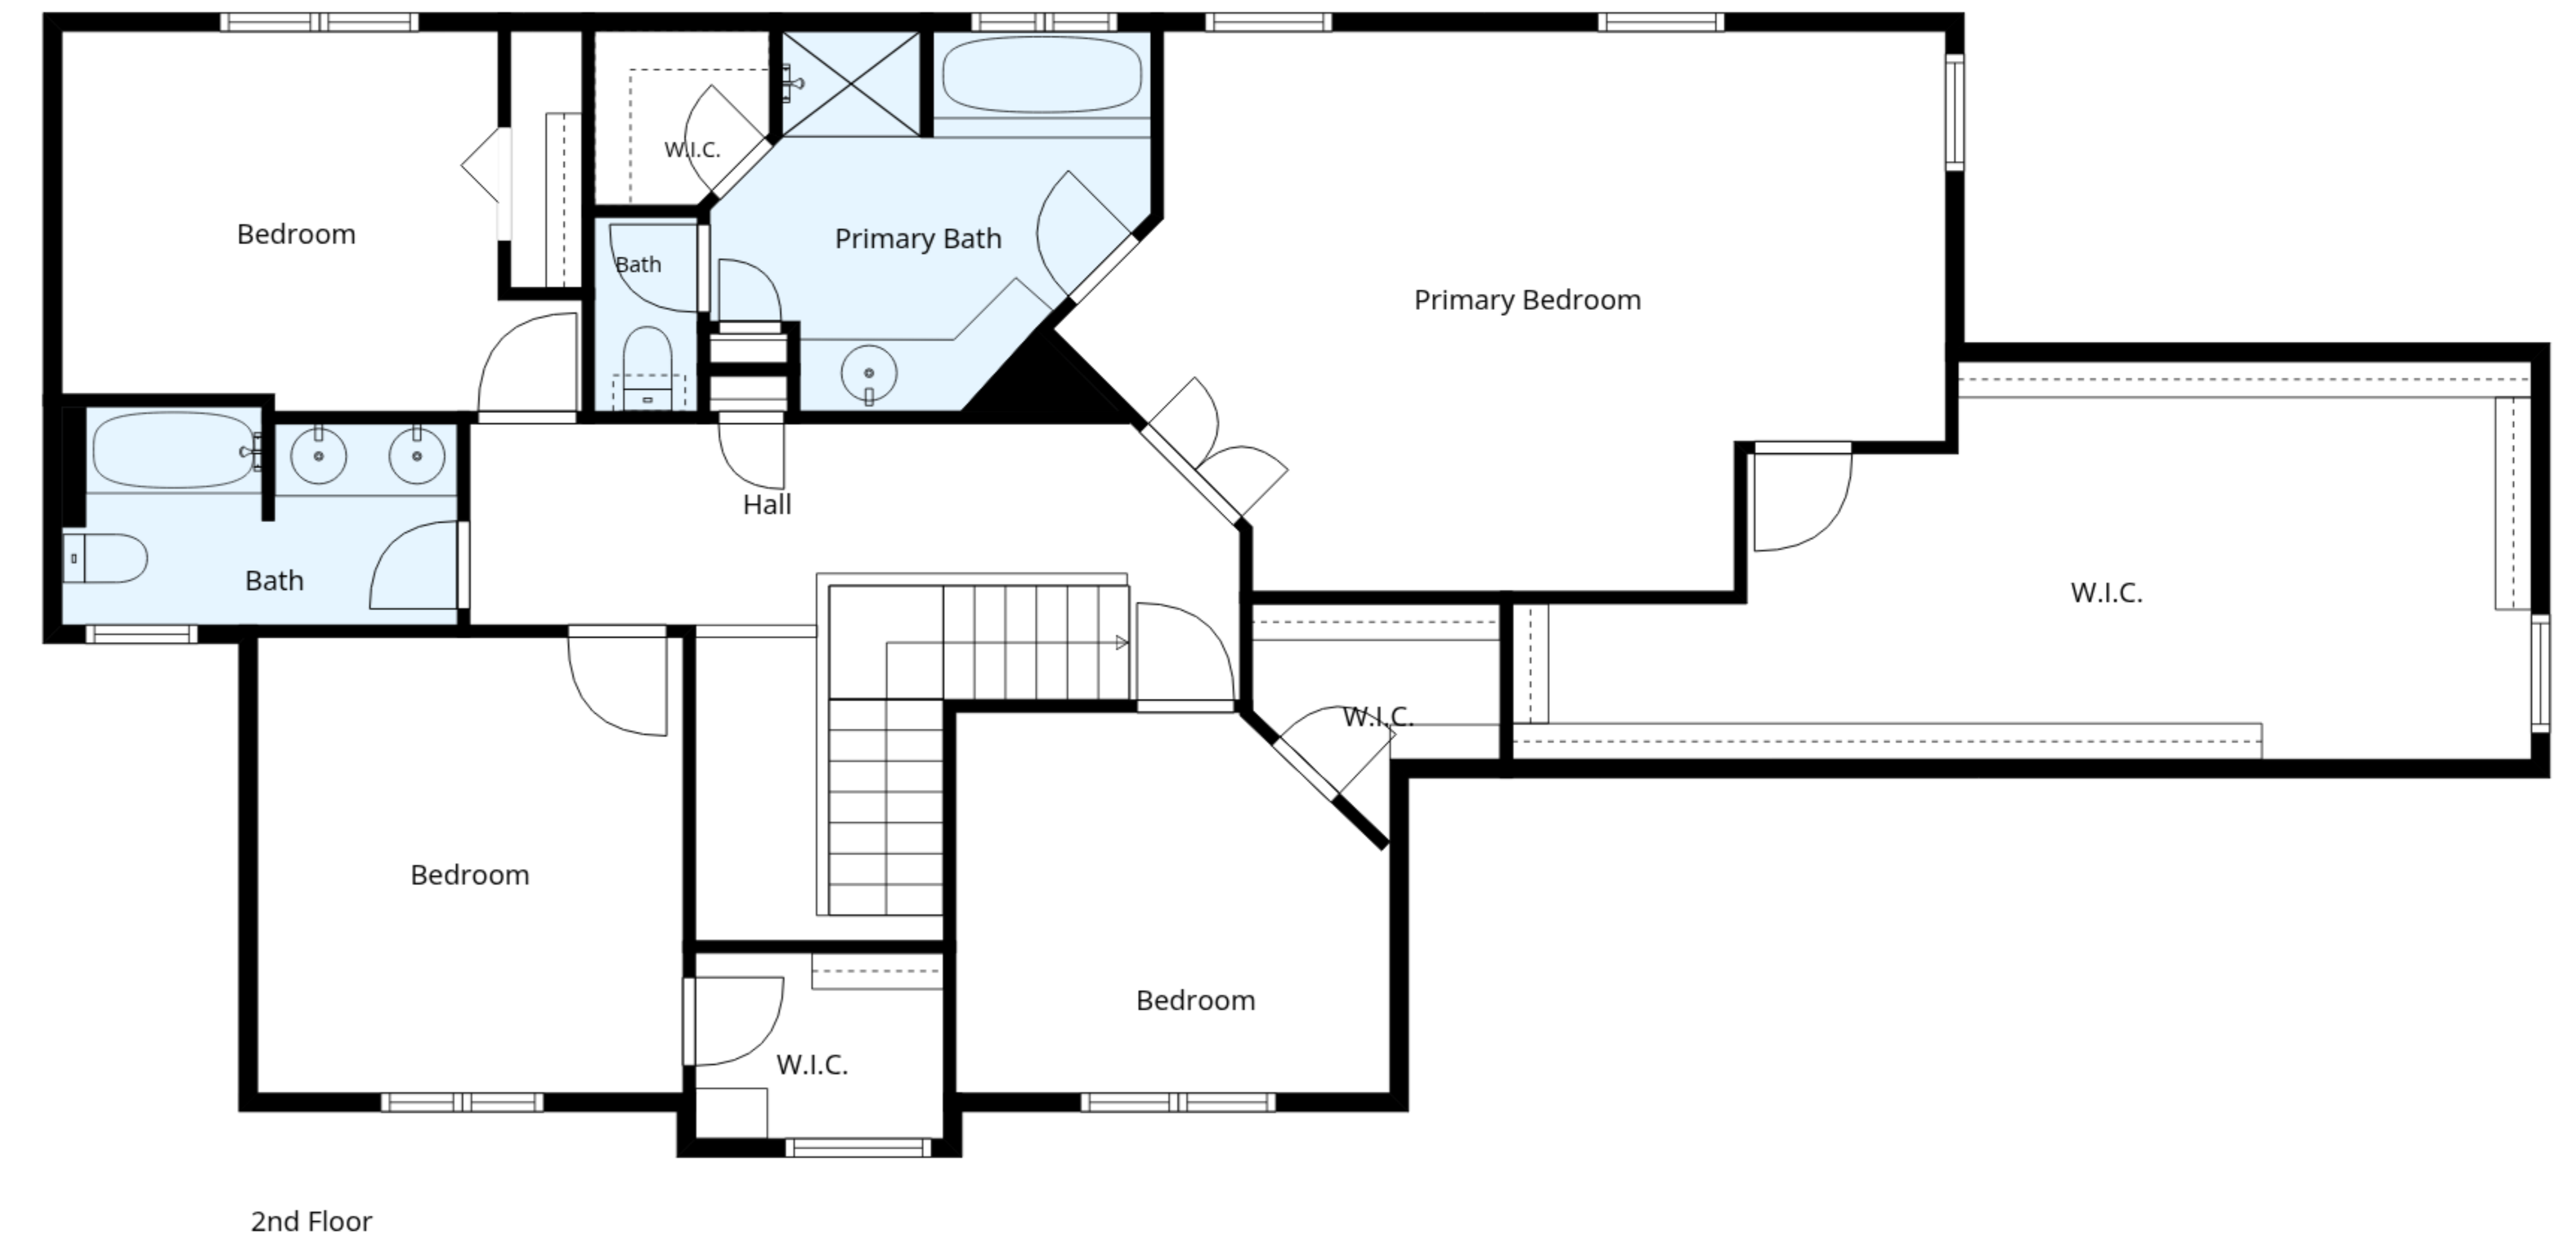 W.I.C.
Bedroom
Primary Bath
Bath
Primary Bedroom
Hall
Bath
W.I.C.
W.I.C.
Bedroom
Bedroom
W.I.C.
2nd Floor